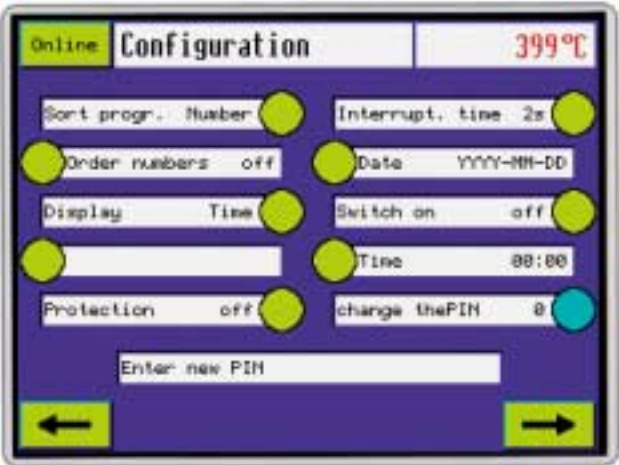 Online Configuration 399°C
Sort progr. Number Interrupt. time 2s
Order numbers off Date YYYY-MM-DD
Display Time Switch on off
Time 00:00
Protection off change thePIN 0
Enter new PIN